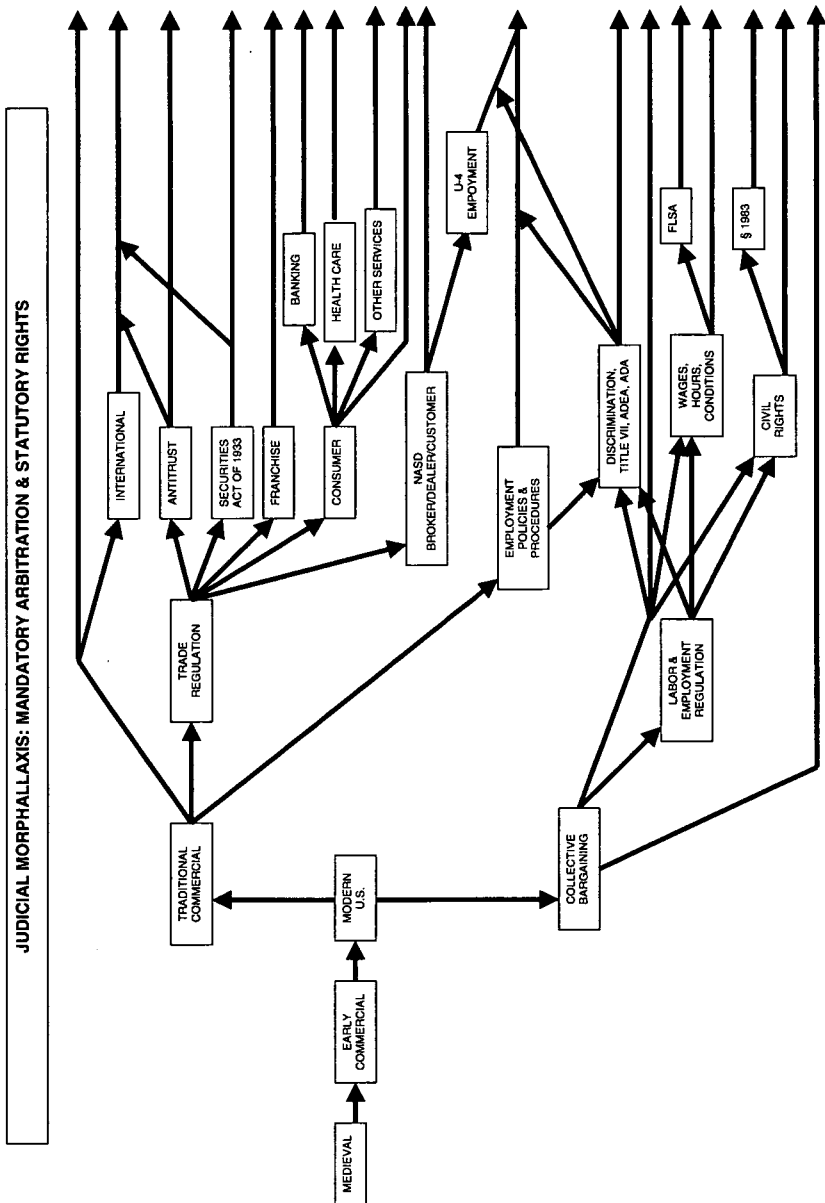 JUDICIAL MORPHALLAXIS: MANDATORY ARBITRATION & STATUTORY RIGHTS
MEDIEVAL
EARLY
COMMERCIAL
MODERN
U.S.
TRADITIONAL
COMMERCIAL
COLLECTIVE
BARGAINING
TRADE
REGULATION
LABOR &
EMPLOYMENT
REGULATION
INTERNATIONAL
ANTITRUST
SECURITIES
ACT OF 1933
FRANCHISE
CONSUMER
NASD
BROKER/DEALER/CUSTOMER
EMPLOYMENT
POLICIES &
PROCEDURES
DISCRIMINATION,
TITLE VII, ADEA, ADA
WAGES,
HOURS,
CONDITIONS
CIVIL
RIGHTS
BANKING
HEALTH CARE
OTHER SERVICES
U-4
EMPOYMENT
FLSA
§ 1983